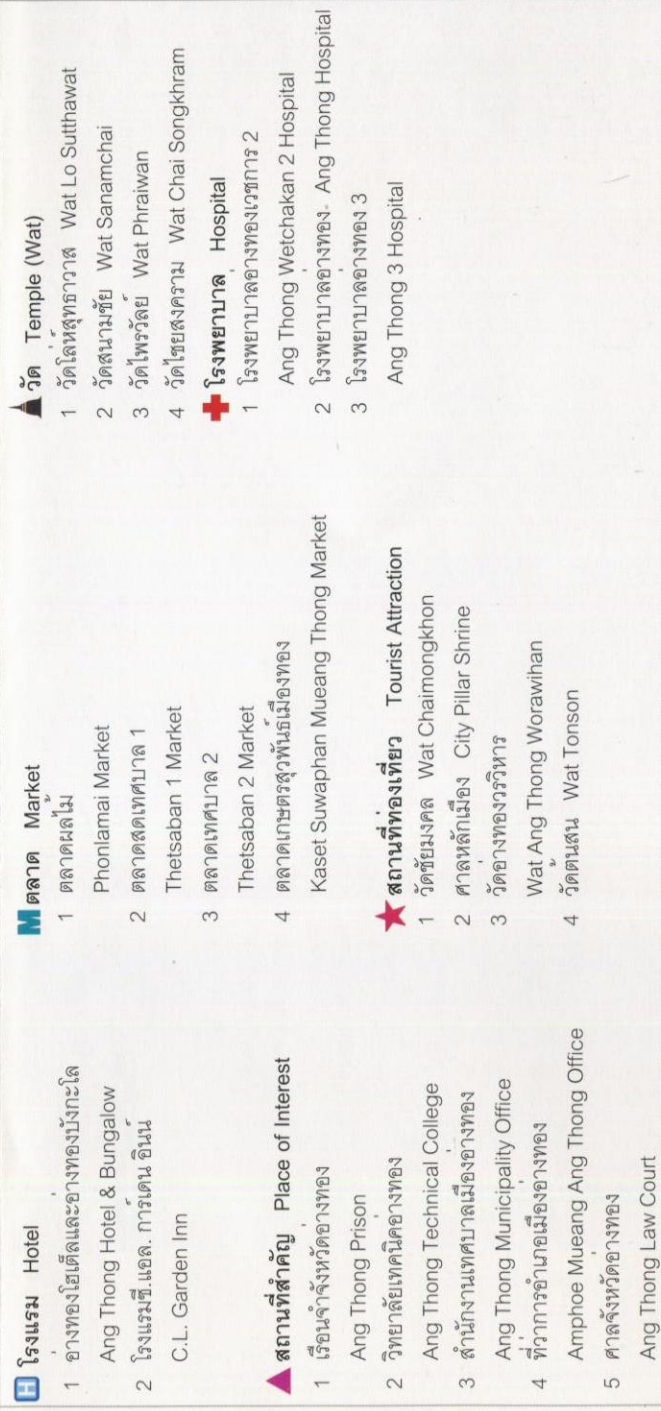 H โรงแรม Hotel
1 อ่างทองโฮเต็ลและอ่างทองบังกะโล
Ang Thong Hotel & Bungalow
2 โรงแรมซี.แอล. การ์เดน อินน์
C.L. Garden Inn
สถานที่สำคัญ Place of Interest
1 เรือนจำจังหวัดอ่างทอง
Ang Thong Prison
2 วิทยาลัยเทคนิคอ่างทอง
Ang Thong Technical College
3 สำนักงานเทศบาลเมืองอ่างทอง
Ang Thong Municipality Office
4 ที่ว่าการอำเภอเมืองอ่างทอง
Amphoe Mueang Ang Thong Office
5 ศาลจังหวัดอ่างทอง
Ang Thong Law Court
M ตลาด Market
1 ตลาดผลไม้
Phonlamai Market
2 ตลาดสดเทศบาล 1
Thetsaban 1 Market
3 ตลาดเทศบาล 2
Thetsaban 2 Market
4 ตลาดเกษตรสุวพันธ์เมืองทอง
Kaset Suwaphan Mueang Thong Market
สถานที่ท่องเที่ยว Tourist Attraction
1 วัดชัยมงคล Wat Chaimongkhon
2 ศาลหลักเมือง City Pillar Shrine
3 วัดอ่างทองวรวิหาร
Wat Ang Thong Worawihan
4 วัดต้นสน Wat Tonson
วัด Temple (Wat)
1 วัดโล่ห์สุทธาวาส Wat Lo Sutthawat
2 วัดสนามชัย Wat Sanamchai
3 วัดไพรวัลย์ Wat Phraiwan
4 วัดไชยสงคราม Wat Chai Songkhram
โรงพยาบาล Hospital
1 โรงพยาบาลอ่างทองเวชการ 2
Ang Thong Wetchakan 2 Hospital
2 โรงพยาบาลอ่างทอง Ang Thong Hospital
3 โรงพยาบาลอ่างทอง 3
Ang Thong 3 Hospital